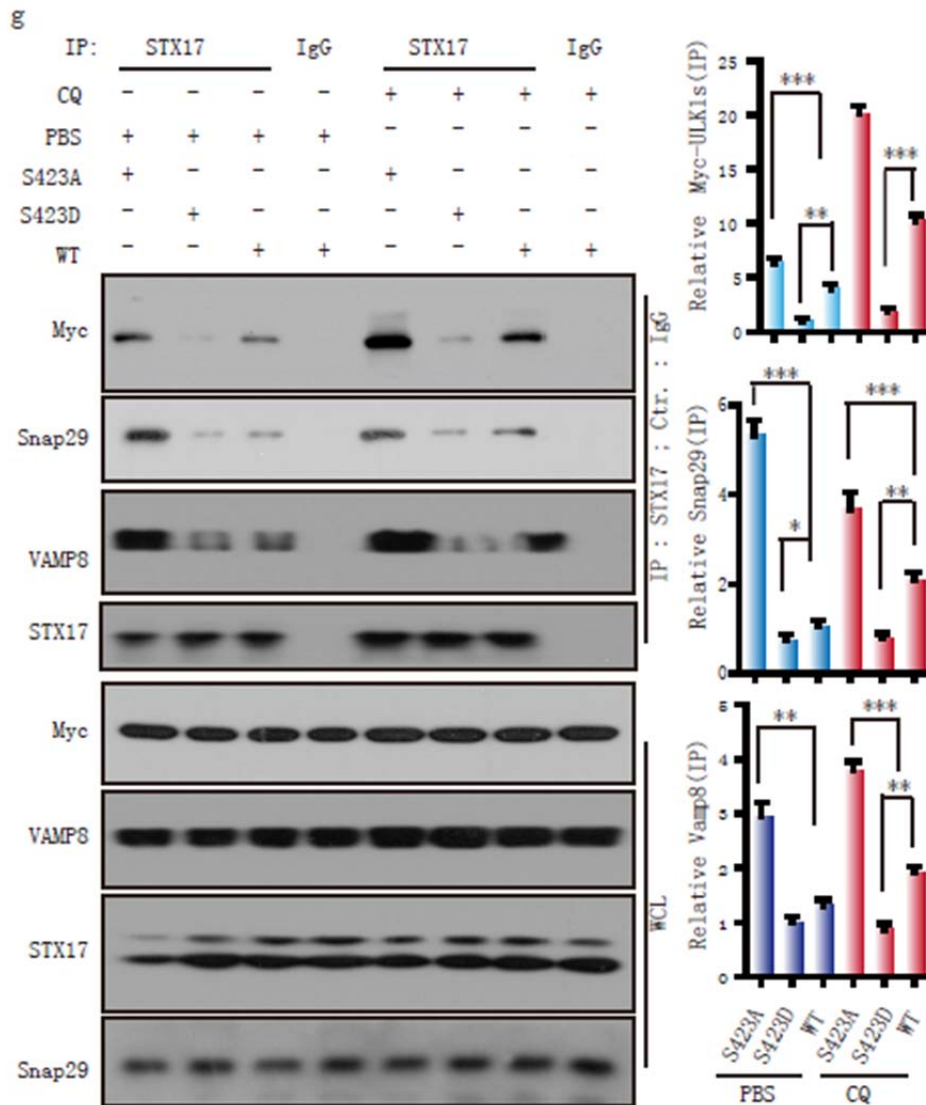 g
IP: STX17 IgG STX17 IgG
CQ - - - - + + + +
PBS + + + + - - - -
S423A + - - - + - - -
S423D - + - - - + - -
WT - - + + - - + +
Myc
Snap29
VAMP8
STX17
IP : STX17 ; Ctr. : IgG
Myc
VAMP8
STX17
Snap29
WCL
Relative Myc-ULK1s(IP)
25
20
15
10
5
0
*** ** ***
Relative Snap29(IP)
6
4
2
0
*** * *** **
Relative Vamp8(IP)
5
4
3
2
1
0
** *** **
S423A S423D WT S423A S423D WT
PBS CQ